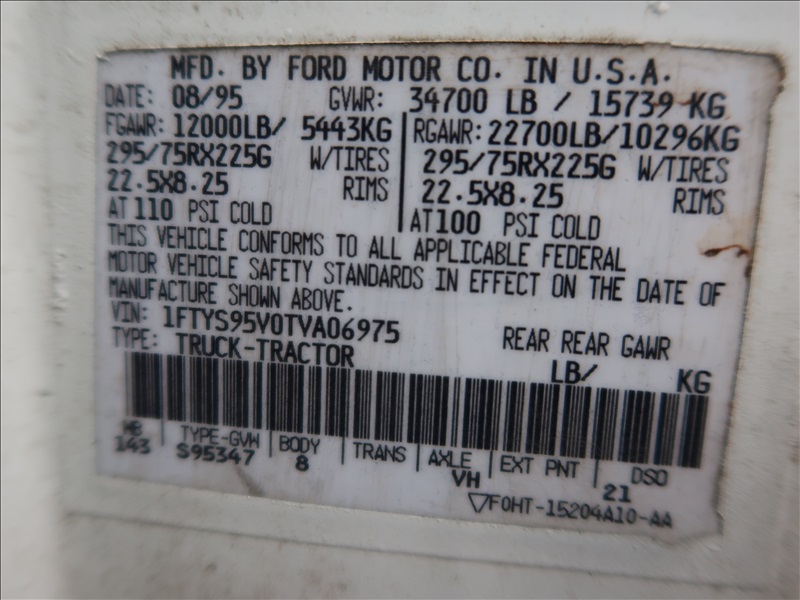 MFD. BY FORD MOTOR CO. IN U.S.A.
DATE: 08/95 GVWR: 34700 LB / 15739 KG
FGAWR: 12000LB/ 5443KG RGAWR: 22700LB/10296KG
295/75RX225G W/TIRES 295/75RX225G W/TIRES
22.5X8.25 RIMS 22.5X8.25 RIMS
AT 110 PSI COLD AT 100 PSI COLD
THIS VEHICLE CONFORMS TO ALL APPLICABLE FEDERAL
MOTOR VEHICLE SAFETY STANDARDS IN EFFECT ON THE DATE OF
MANUFACTURE SHOWN ABOVE.
VIN: 1FTYS95V0TVA06975 REAR REAR GAWR
TYPE: TRUCK-TRACTOR LB/ KG
WB TYPE-GVW BODY TRANS AXLE EXT PNT DSO
143 S95347 8 VH 21
F0HT-15204A10-AA